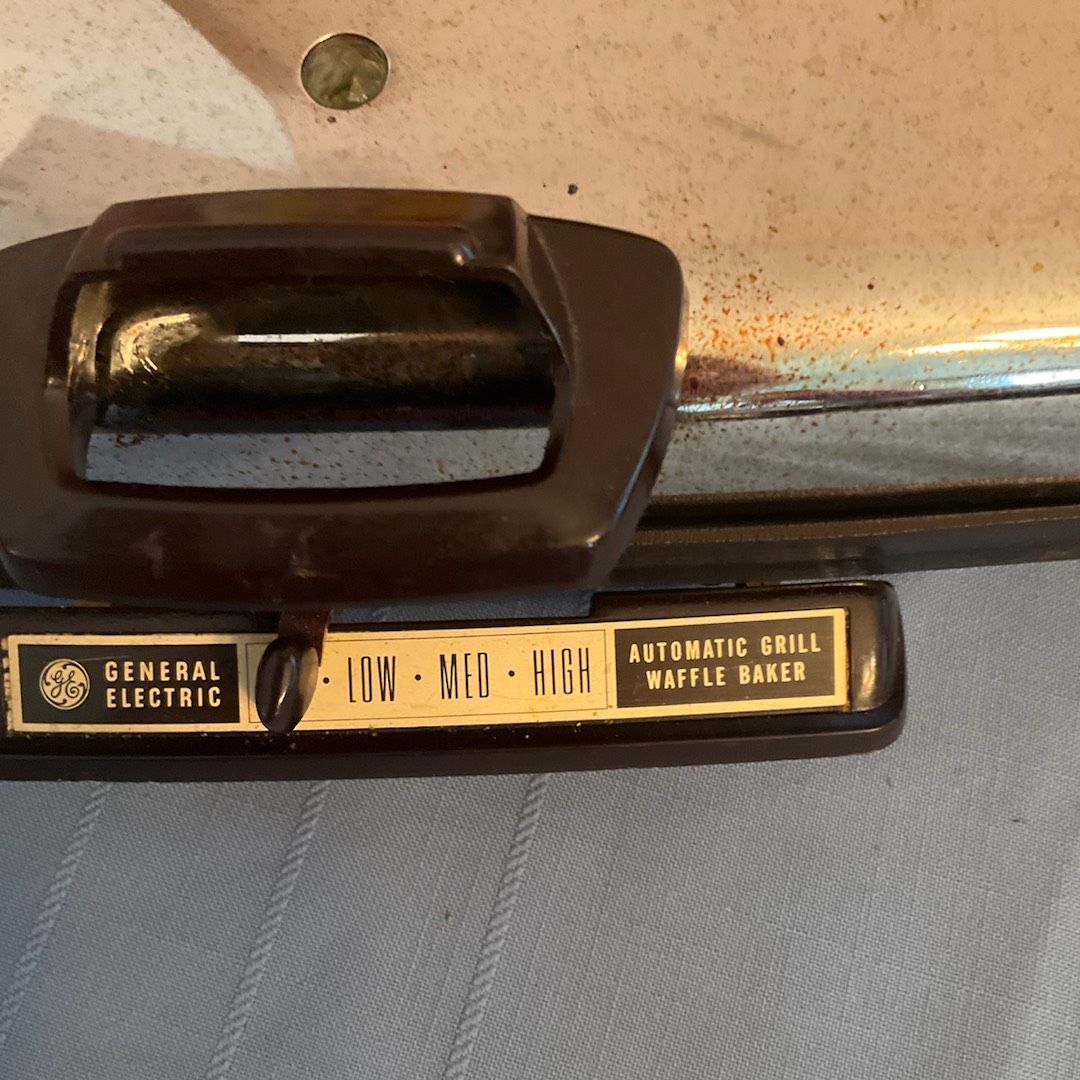 GE
GENERAL
ELECTRIC
· LOW · MED · HIGH
AUTOMATIC GRILL
WAFFLE BAKER